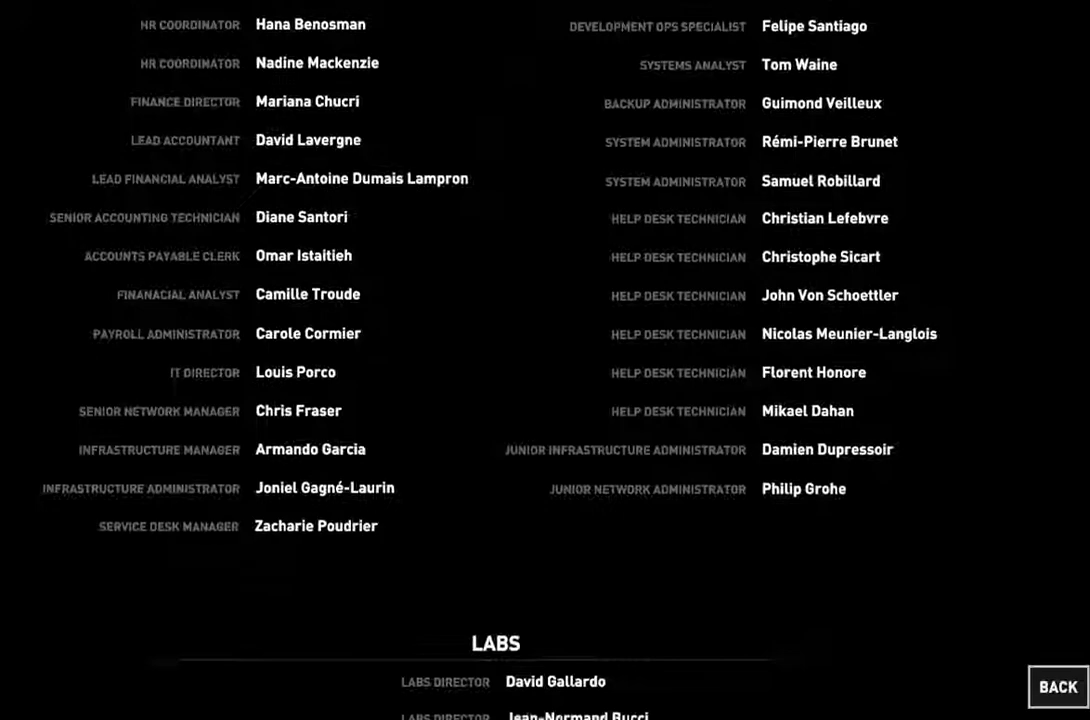 HR COORDINATOR Hana Benosman
HR COORDINATOR Nadine Mackenzie
FINANCE DIRECTOR Mariana Chucri
LEAD ACCOUNTANT David Lavergne
LEAD FINANCIAL ANALYST Marc-Antoine Dumais Lampron
SENIOR ACCOUNTING TECHNICIAN Diane Santori
ACCOUNTS PAYABLE CLERK Omar Istaitieh
FINANACIAL ANALYST Camille Troude
PAYROLL ADMINISTRATOR Carole Cormier
IT DIRECTOR Louis Porco
SENIOR NETWORK MANAGER Chris Fraser
INFRASTRUCTURE MANAGER Armando Garcia
INFRASTRUCTURE ADMINISTRATOR Joniel Gagné-Laurin
SERVICE DESK MANAGER Zacharie Poudrier
DEVELOPMENT OPS SPECIALIST Felipe Santiago
SYSTEMS ANALYST Tom Waine
BACKUP ADMINISTRATOR Guimond Veilleux
SYSTEM ADMINISTRATOR Rémi-Pierre Brunet
SYSTEM ADMINISTRATOR Samuel Robillard
HELP DESK TECHNICIAN Christian Lefebvre
HELP DESK TECHNICIAN Christophe Sicart
HELP DESK TECHNICIAN John Von Schoettler
HELP DESK TECHNICIAN Nicolas Meunier-Langlois
HELP DESK TECHNICIAN Florent Honore
HELP DESK TECHNICIAN Mikael Dahan
JUNIOR INFRASTRUCTURE ADMINISTRATOR Damien Dupressoir
JUNIOR NETWORK ADMINISTRATOR Philip Grohe
LABS
LABS DIRECTOR David Gallardo
LABS DIRECTOR Jean-Normand Bucci
BACK